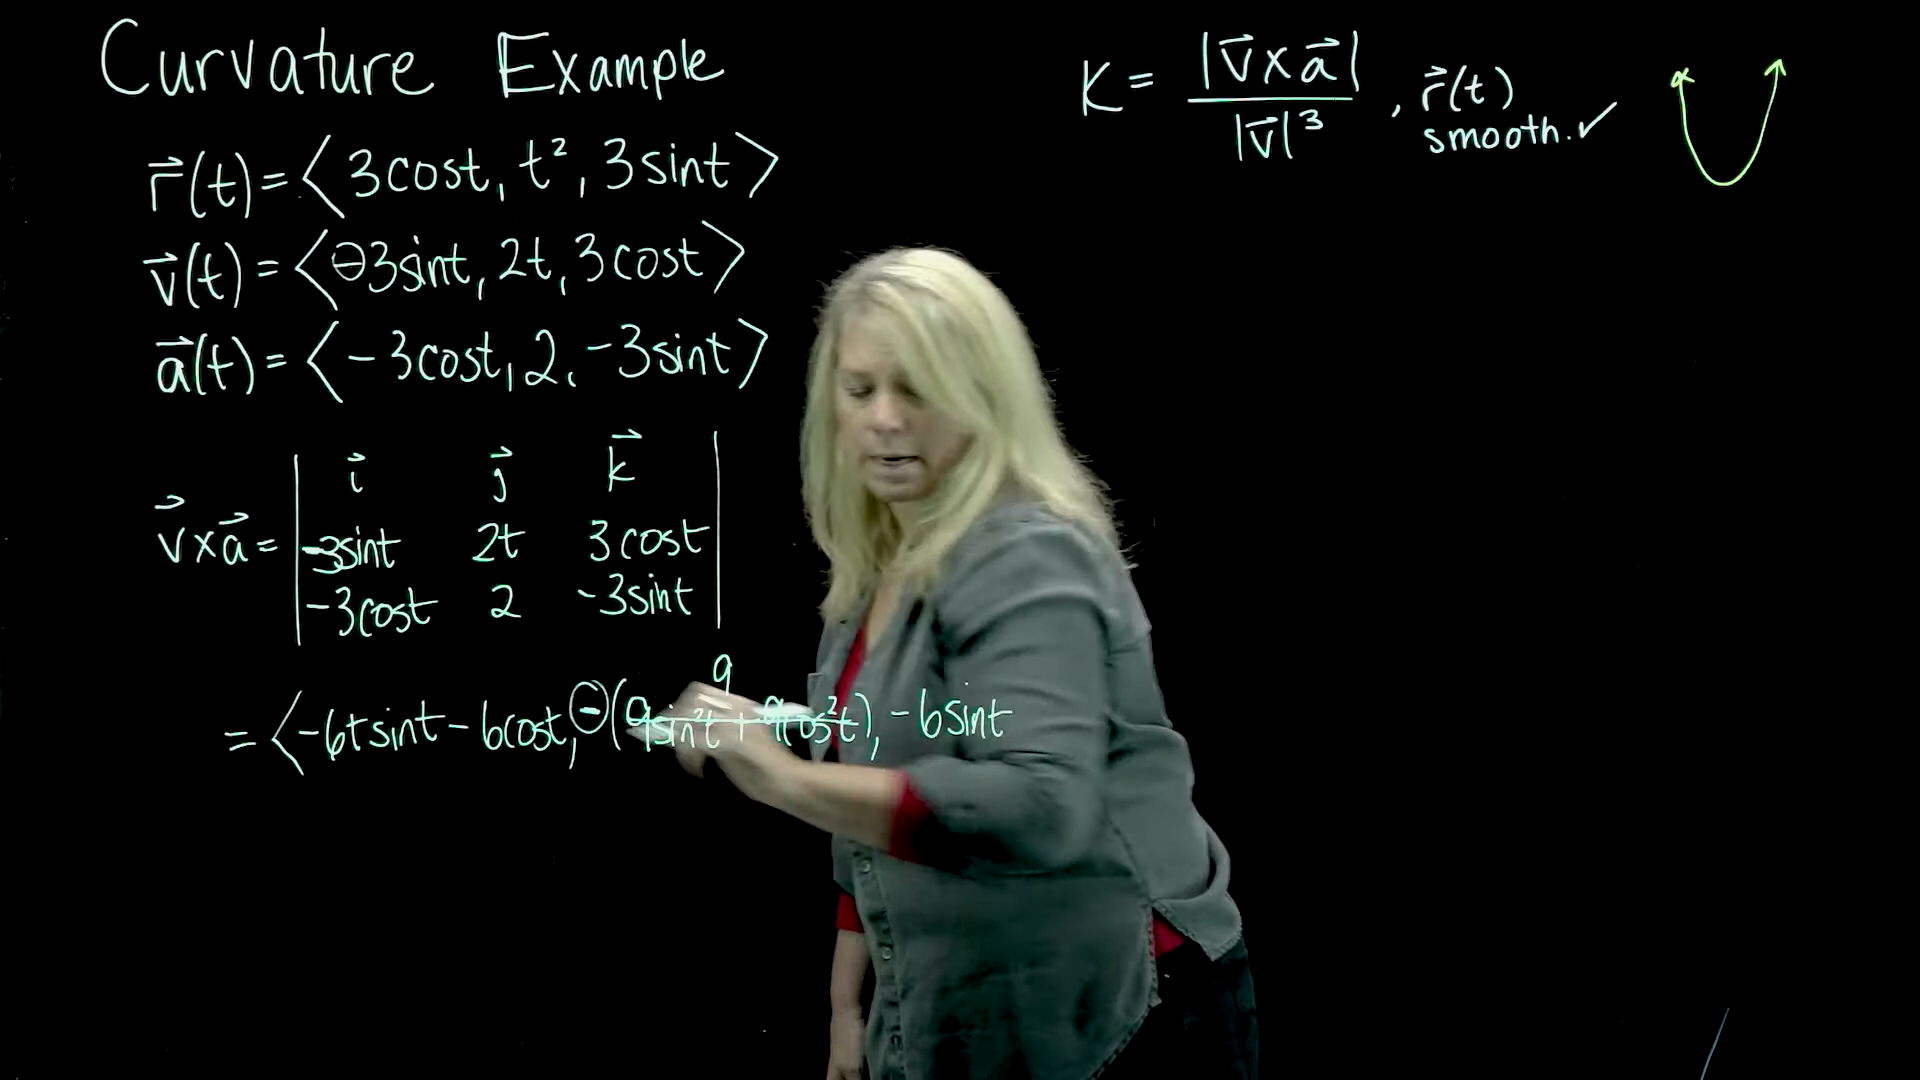 Curvature Example
K = |v⃗ × a⃗| / |v⃗|³ , r⃗(t) smooth. ✓
r⃗(t) = ⟨3cost, t², 3sint⟩
v⃗(t) = ⟨-3sint, 2t, 3cost⟩
a⃗(t) = ⟨-3cost, 2, -3sint⟩
i⃗ j⃗ k⃗
v⃗×a⃗ = | -3sint 2t 3cost |
-3cost 2 -3sint
9
= ⟨-6tsint - 6cost, -(9sin²t + 9cos²t), -6sint